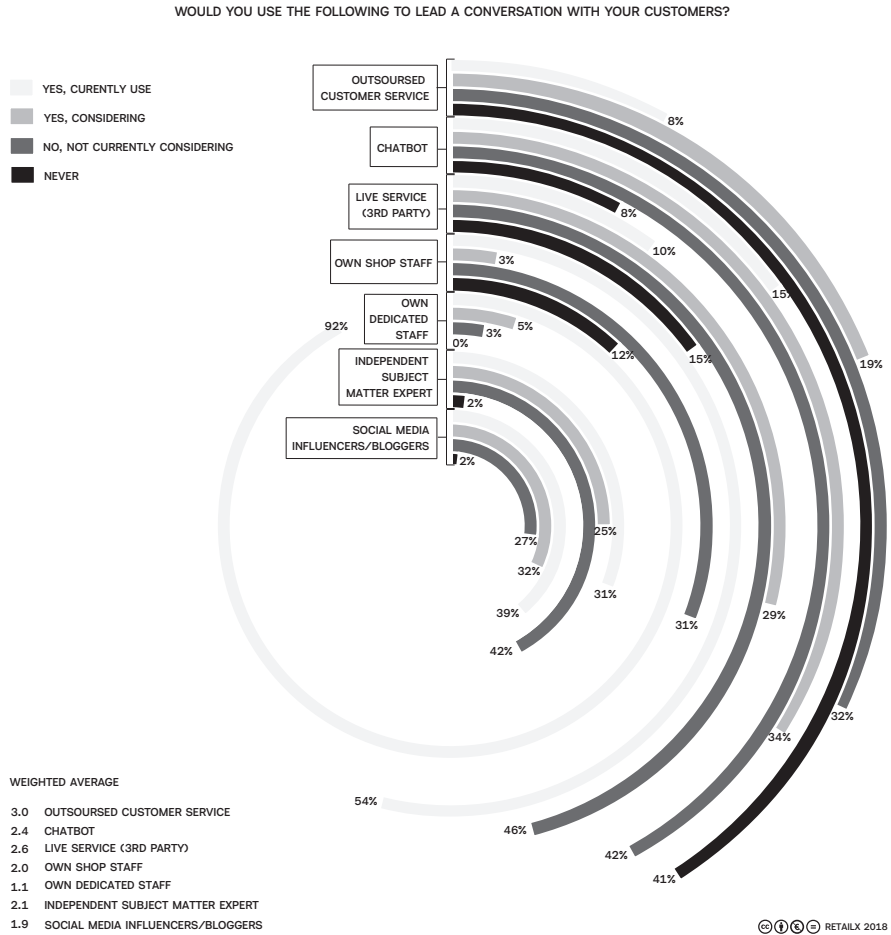 WOULD YOU USE THE FOLLOWING TO LEAD A CONVERSATION WITH YOUR CUSTOMERS?
YES, CURENTLY USE
YES, CONSIDERING
NO, NOT CURRENTLY CONSIDERING
NEVER
OUTSOURSED
CUSTOMER SERVICE
CHATBOT
LIVE SERVICE
(3RD PARTY)
OWN SHOP STAFF
OWN
DEDICATED
STAFF
INDEPENDENT
SUBJECT
MATTER EXPERT
SOCIAL MEDIA
INFLUENCERS/BLOGGERS
8%
8%
10%
3%
15%
92%
5%
3%
0%
12%
15%
19%
2%
2%
25%
27%
32%
31%
39%
31%
29%
42%
32%
34%
54%
46%
42%
41%
WEIGHTED AVERAGE
3.0 OUTSOURSED CUSTOMER SERVICE
2.4 CHATBOT
2.6 LIVE SERVICE (3RD PARTY)
2.0 OWN SHOP STAFF
1.1 OWN DEDICATED STAFF
2.1 INDEPENDENT SUBJECT MATTER EXPERT
1.9 SOCIAL MEDIA INFLUENCERS/BLOGGERS
cc RETAILX 2018